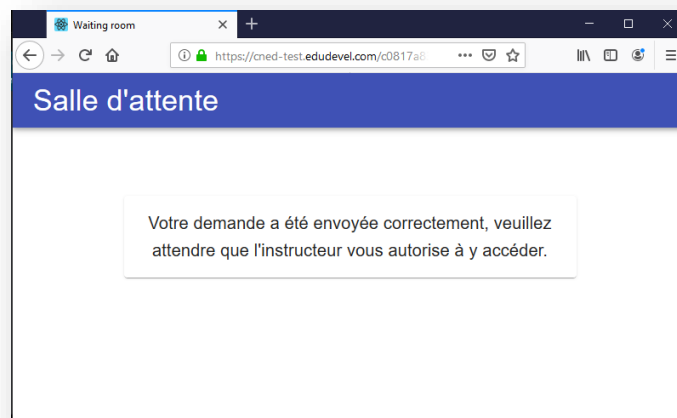 Waiting room
https://cned-test.edudevel.com/c0817a8
Salle d'attente
Votre demande a été envoyée correctement, veuillez
attendre que l'instructeur vous autorise à y accéder.